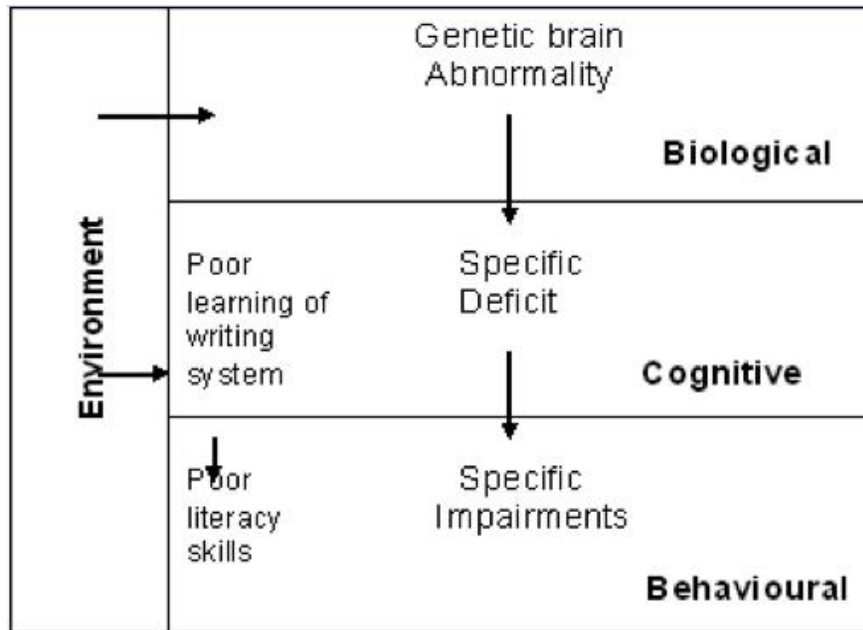 Genetic brain
Abnormality
Biological
Environment
Poor
learning of
writing
system
Specific
Deficit
Cognitive
Poor
literacy
skills
Specific
Impairments
Behavioural